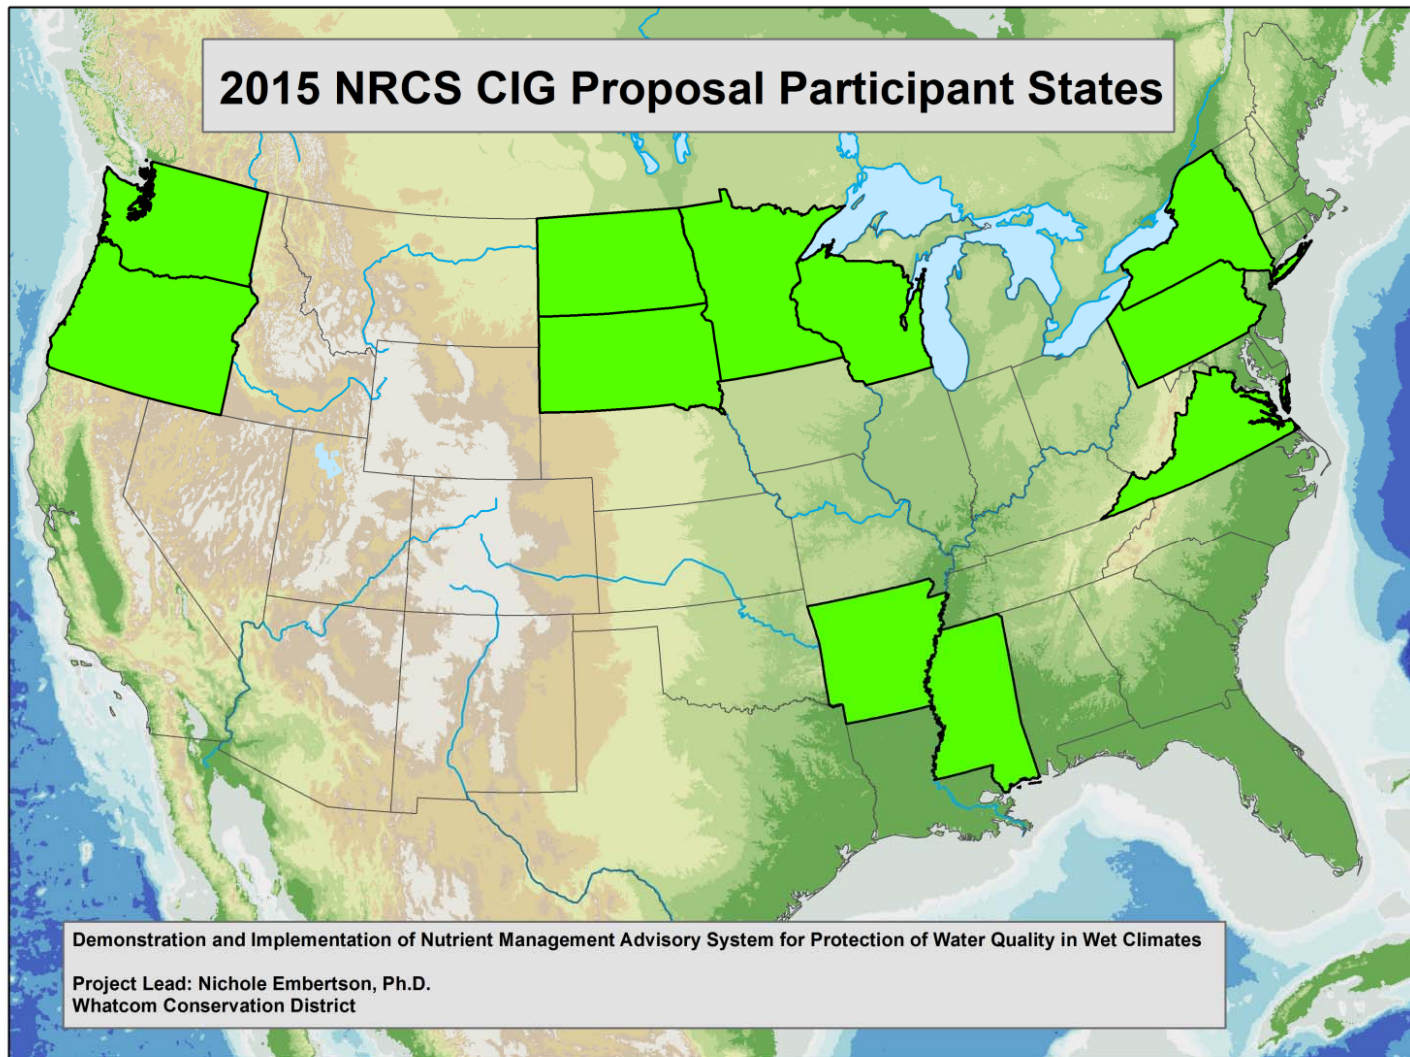 2015 NRCS CIG Proposal Participant States
Demonstration and Implementation of Nutrient Management Advisory System for Protection of Water Quality in Wet Climates
Project Lead: Nichole Embertson, Ph.D.
Whatcom Conservation District